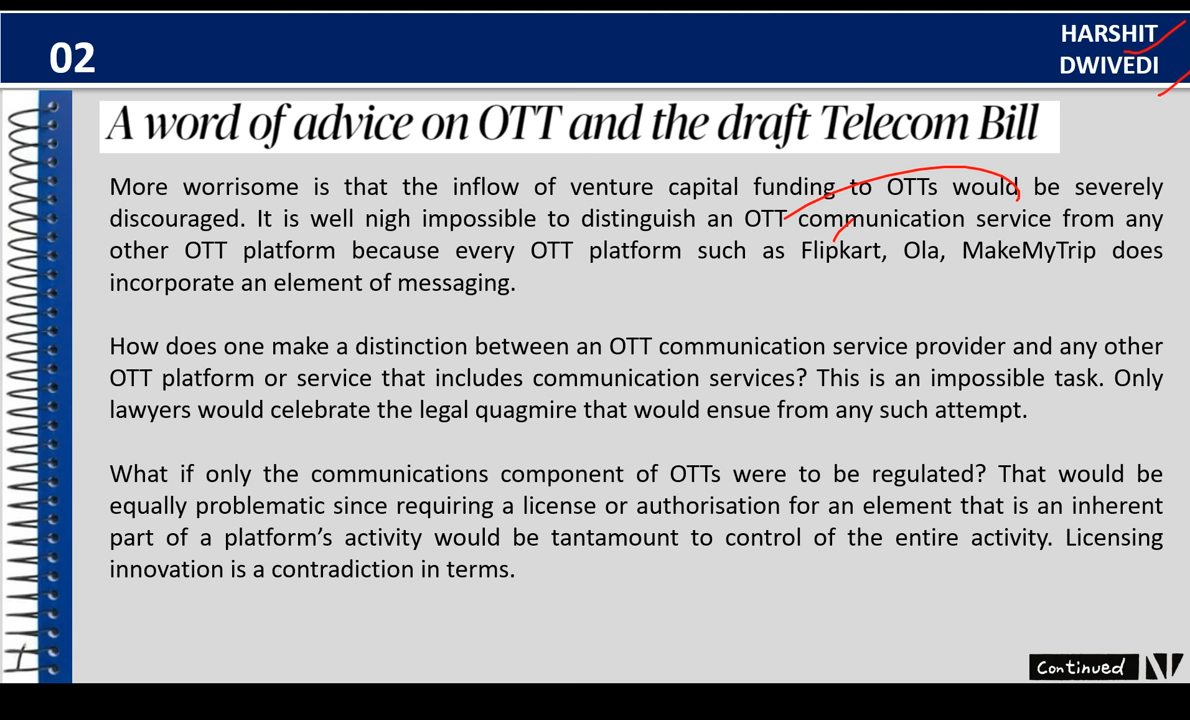 02
HARSHIT
DWIVEDI
A word of advice on OTT and the draft Telecom Bill
More worrisome is that the inflow of venture capital funding to OTTs would be severely
discouraged. It is well nigh impossible to distinguish an OTT communication service from any
other OTT platform because every OTT platform such as Flipkart, Ola, MakeMyTrip does
incorporate an element of messaging.
How does one make a distinction between an OTT communication service provider and any other
OTT platform or service that includes communication services? This is an impossible task. Only
lawyers would celebrate the legal quagmire that would ensue from any such attempt.
What if only the communications component of OTTs were to be regulated? That would be
equally problematic since requiring a license or authorisation for an element that is an inherent
part of a platform’s activity would be tantamount to control of the entire activity. Licensing
innovation is a contradiction in terms.
Continued